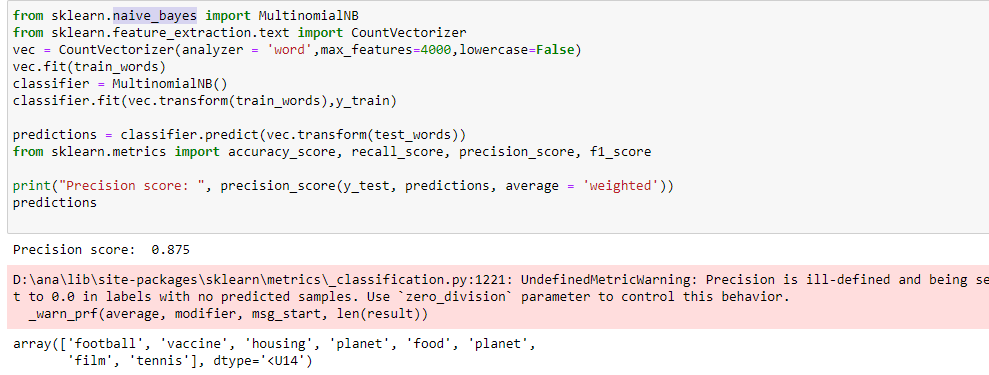 from sklearn.naive_bayes import MultinomialNB
from sklearn.feature_extraction.text import CountVectorizer
vec = CountVectorizer(analyzer = 'word',max_features=4000,lowercase=False)
vec.fit(train_words)
classifier = MultinomialNB()
classifier.fit(vec.transform(train_words),y_train)
predictions = classifier.predict(vec.transform(test_words))
from sklearn.metrics import accuracy_score, recall_score, precision_score, f1_score
print("Precision score: ", precision_score(y_test, predictions, average = 'weighted'))
predictions
Precision score:  0.875
D:\ana\lib\site-packages\sklearn\metrics\_classification.py:1221: UndefinedMetricWarning: Precision is ill-defined and being se
t to 0.0 in labels with no predicted samples. Use `zero_division` parameter to control this behavior.
  _warn_prf(average, modifier, msg_start, len(result))
array(['football', 'vaccine', 'housing', 'planet', 'food', 'planet',
       'film', 'tennis'], dtype='<U14')